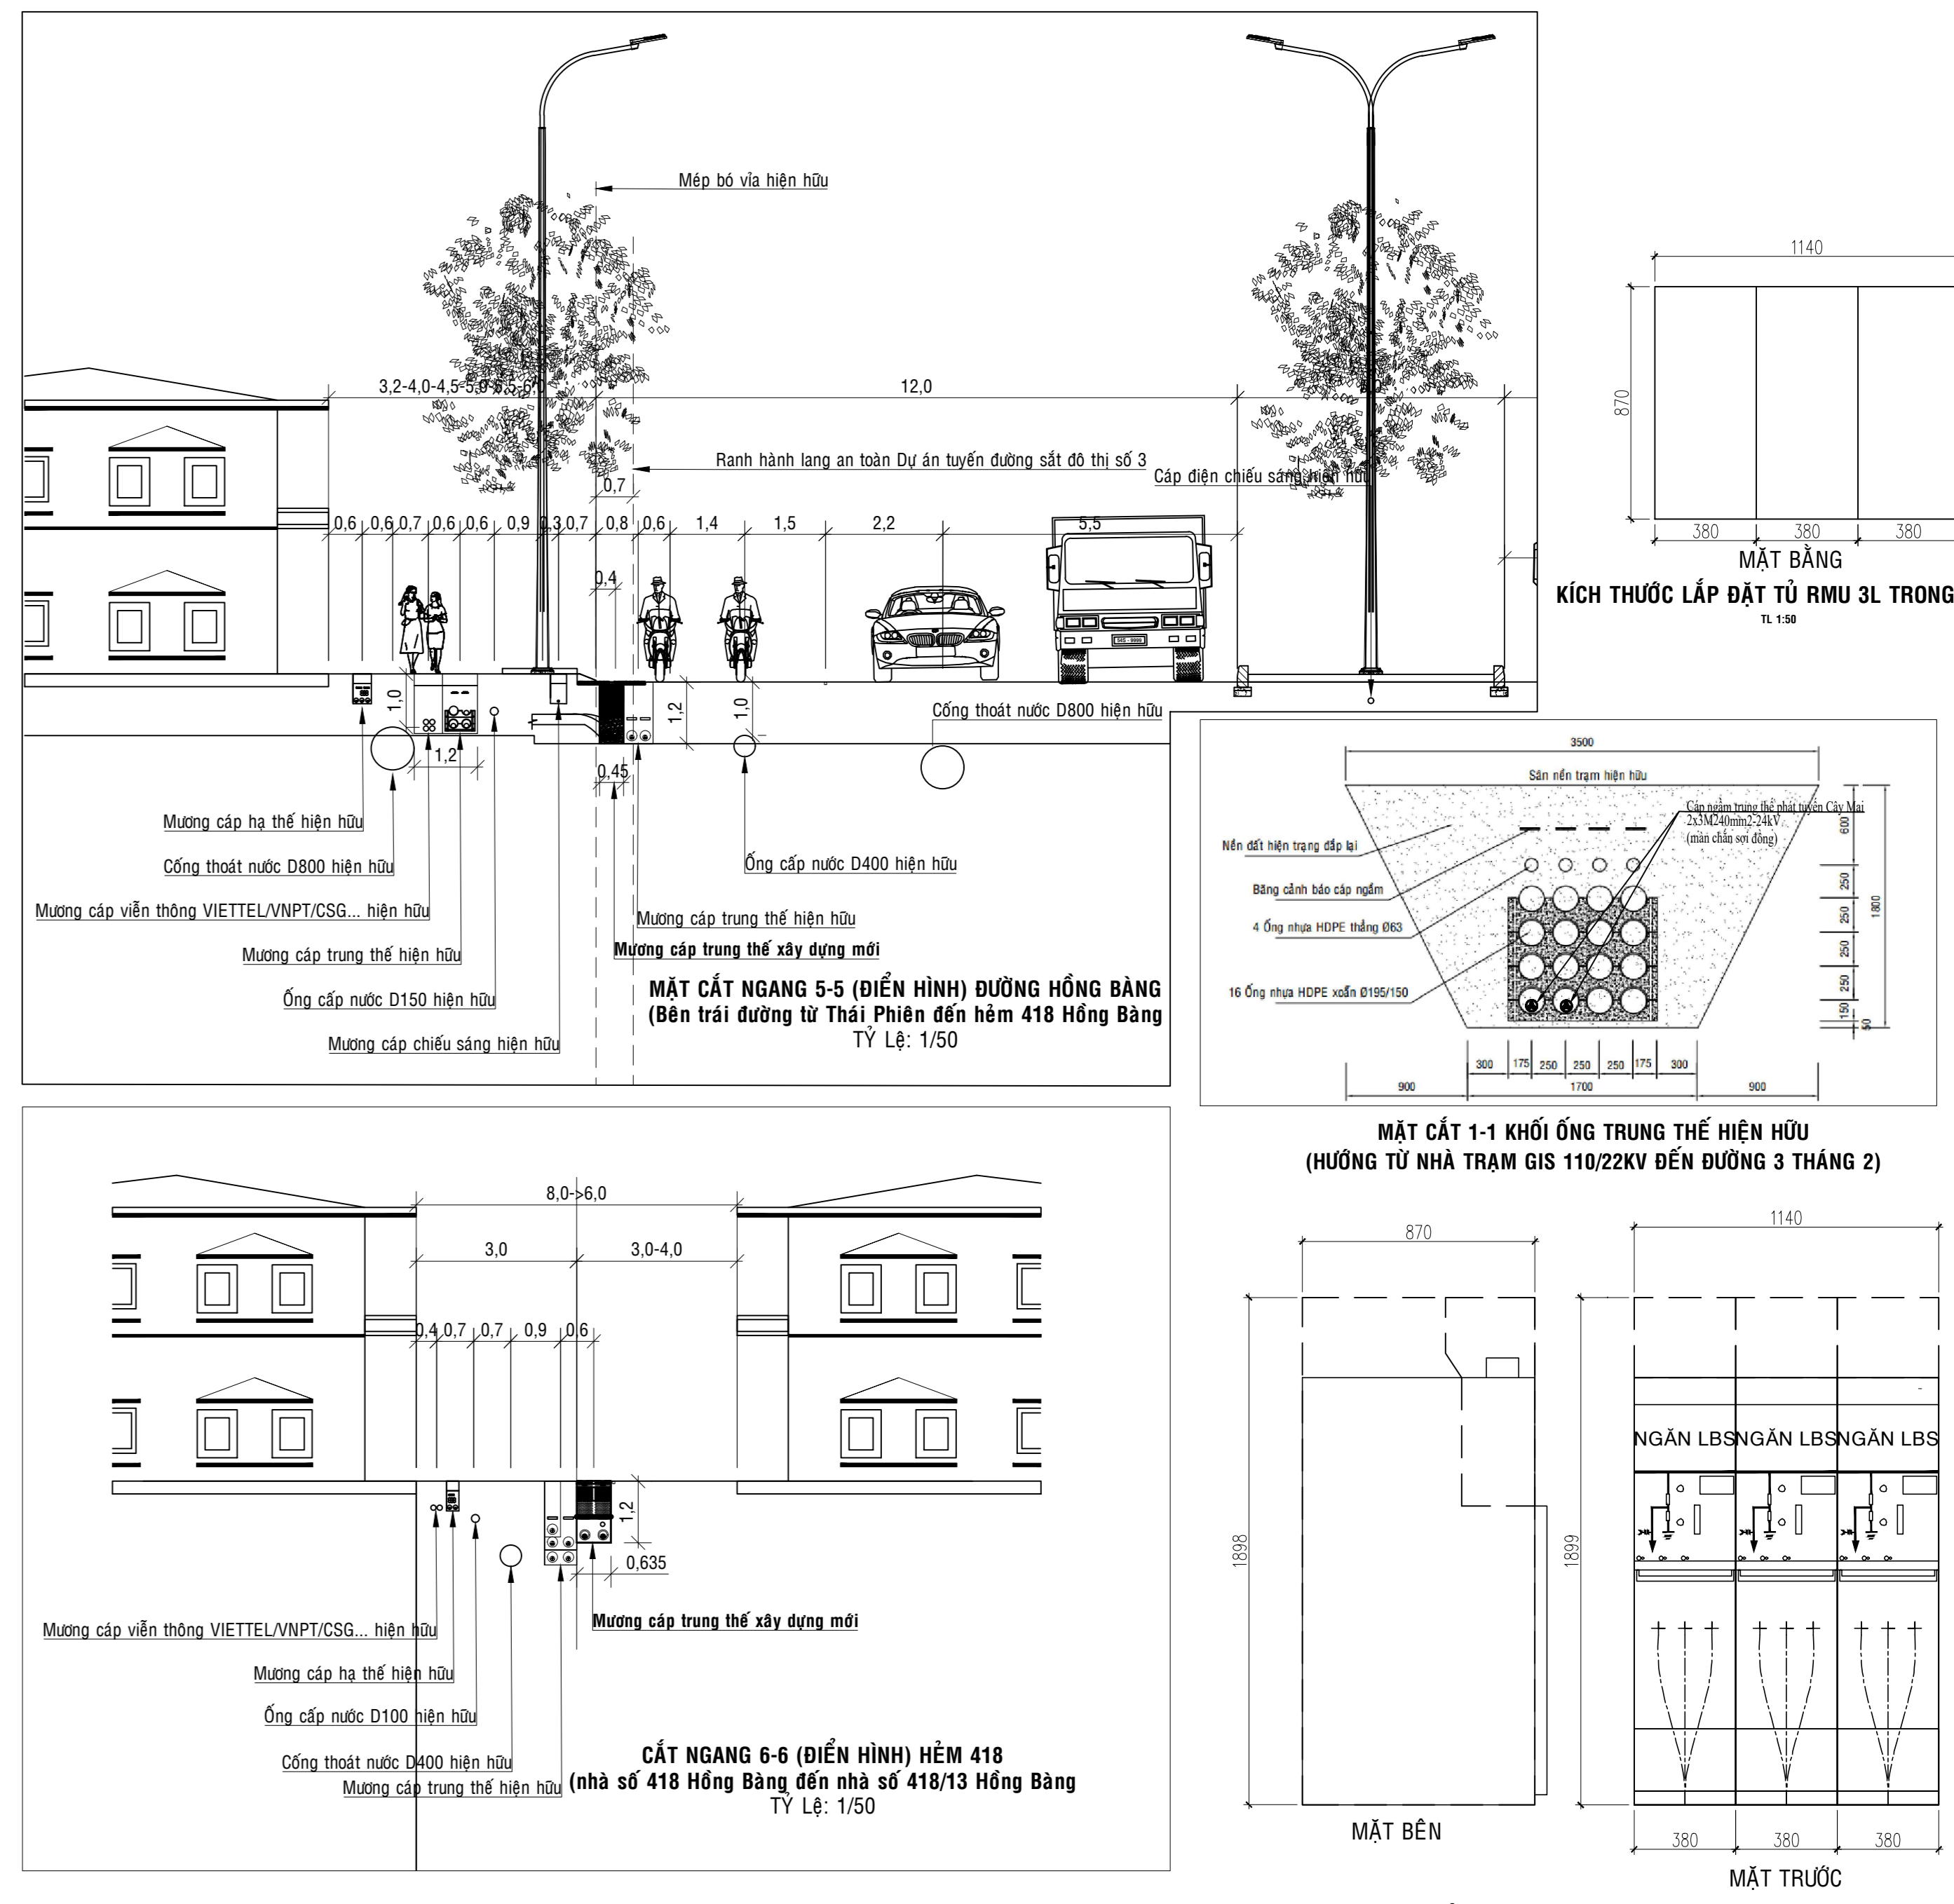 Mép bó vỉa hiện hữu
3,2-4,0-4,5-5,0-5,5-6,0
12,0
Ranh hành lang an toàn Dự án tuyến đường sắt đô thị số 3
Cáp điện chiếu sáng hiện hữu
0,7
0,6 0,6 0,7 0,6 0,6 0,9 0,3 0,7 0,8 0,6 1,4 1,5 2,2 5,5
0,4
1,0
1,2
1,2
1,0
0,45
Cống thoát nước D800 hiện hữu
Mương cáp hạ thế hiện hữu
Cống thoát nước D800 hiện hữu
Ống cấp nước D400 hiện hữu
Mương cáp viễn thông VIETTEL/VNPT/CSG... hiện hữu
Mương cáp trung thế hiện hữu
Mương cáp trung thế xây dựng mới
Mương cáp trung thế hiện hữu
Ống cấp nước D150 hiện hữu
Mương cáp chiếu sáng hiện hữu
MẶT CẮT NGANG 5-5 (ĐIỂN HÌNH) ĐƯỜNG HỒNG BÀNG
(Bên trái đường từ Thái Phiên đến hẻm 418 Hồng Bàng
TỶ Lệ: 1/50
1140
870
380 380 380
MẶT BẰNG
KÍCH THƯỚC LẮP ĐẶT TỦ RMU 3L TRONG
TL 1:50
3500
Sân nền trạm hiện hữu
Cáp ngầm trung thế phát tuyến Cây Mai
2x3M240mm2-24kV
(màn chắn sợi đồng)
Nền đất hiện trạng đắp lại
Băng cảnh báo cáp ngầm
4 Ống nhựa HDPE thẳng Ø63
16 Ống nhựa HDPE xoắn Ø195/150
600
250
250
250
250
150
50
1800
300 175 250 250 250 175 300
900 1700 900
MẶT CẮT 1-1 KHỐI ỐNG TRUNG THẾ HIỆN HỮU
(HƯỚNG TỪ NHÀ TRẠM GIS 110/22KV ĐẾN ĐƯỜNG 3 THÁNG 2)
8,0->6,0
3,0 3,0-4,0
0,4 0,7 0,7 0,9 0,6
1,2
0,635
Mương cáp trung thế xây dựng mới
Mương cáp viễn thông VIETTEL/VNPT/CSG... hiện hữu
Mương cáp hạ thế hiện hữu
Ống cấp nước D100 hiện hữu
Cống thoát nước D400 hiện hữu
Mương cáp trung thế hiện hữu
CẮT NGANG 6-6 (ĐIỂN HÌNH) HẺM 418
(nhà số 418 Hồng Bàng đến nhà số 418/13 Hồng Bàng
TỶ Lệ: 1/50
870
1898
MẶT BÊN
1140
1899
NGĂN LBS NGĂN LBS NGĂN LBS
380 380 380
MẶT TRƯỚC